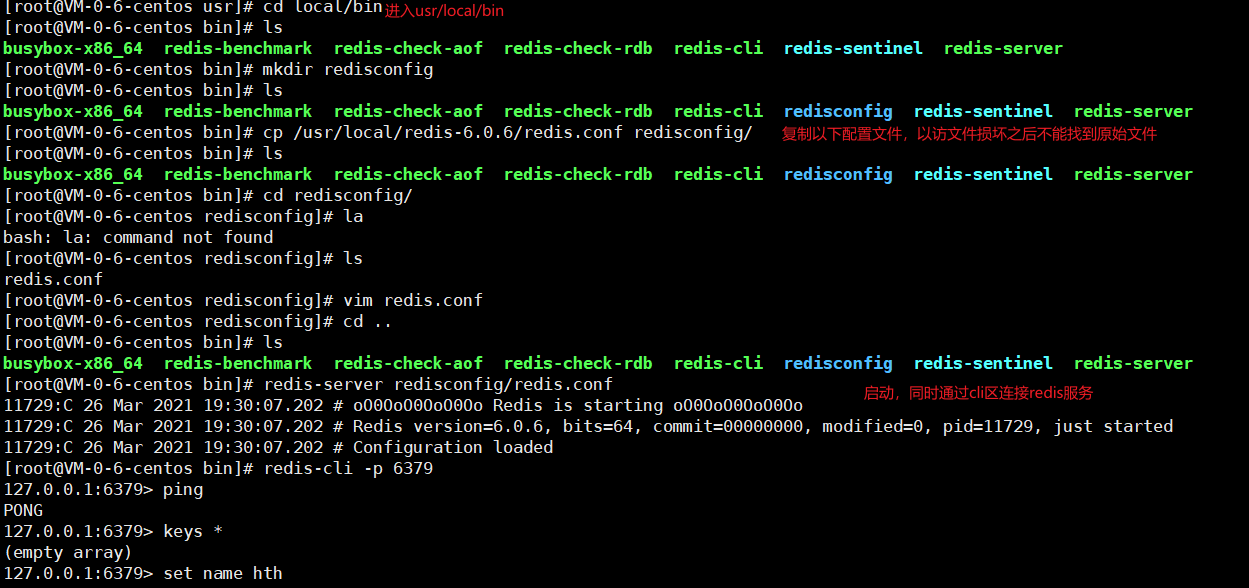 [root@VM-0-6-centos usr]# cd local/bin 进入usr/local/bin
[root@VM-0-6-centos bin]# ls
busybox-x86_64 redis-benchmark redis-check-aof redis-check-rdb redis-cli redis-sentinel redis-server
[root@VM-0-6-centos bin]# mkdir redisconfig
[root@VM-0-6-centos bin]# ls
busybox-x86_64 redis-benchmark redis-check-aof redis-check-rdb redis-cli redisconfig redis-sentinel redis-server
[root@VM-0-6-centos bin]# cp /usr/local/redis-6.0.6/redis.conf redisconfig/ 复制以下配置文件，以访文件损坏之后不能找到原始文件
[root@VM-0-6-centos bin]# ls
busybox-x86_64 redis-benchmark redis-check-aof redis-check-rdb redis-cli redisconfig redis-sentinel redis-server
[root@VM-0-6-centos bin]# cd redisconfig/
[root@VM-0-6-centos redisconfig]# la
bash: la: command not found
[root@VM-0-6-centos redisconfig]# ls
redis.conf
[root@VM-0-6-centos redisconfig]# vim redis.conf
[root@VM-0-6-centos redisconfig]# cd ..
[root@VM-0-6-centos bin]# ls
busybox-x86_64 redis-benchmark redis-check-aof redis-check-rdb redis-cli redisconfig redis-sentinel redis-server
[root@VM-0-6-centos bin]# redis-server redisconfig/redis.conf 启动，同时通过cli区连接redis服务
11729:C 26 Mar 2021 19:30:07.202 # oO0OoO0OoO0Oo Redis is starting oO0OoO0OoO0Oo
11729:C 26 Mar 2021 19:30:07.202 # Redis version=6.0.6, bits=64, commit=00000000, modified=0, pid=11729, just started
11729:C 26 Mar 2021 19:30:07.202 # Configuration loaded
[root@VM-0-6-centos bin]# redis-cli -p 6379
127.0.0.1:6379> ping
PONG
127.0.0.1:6379> keys *
(empty array)
127.0.0.1:6379> set name hth